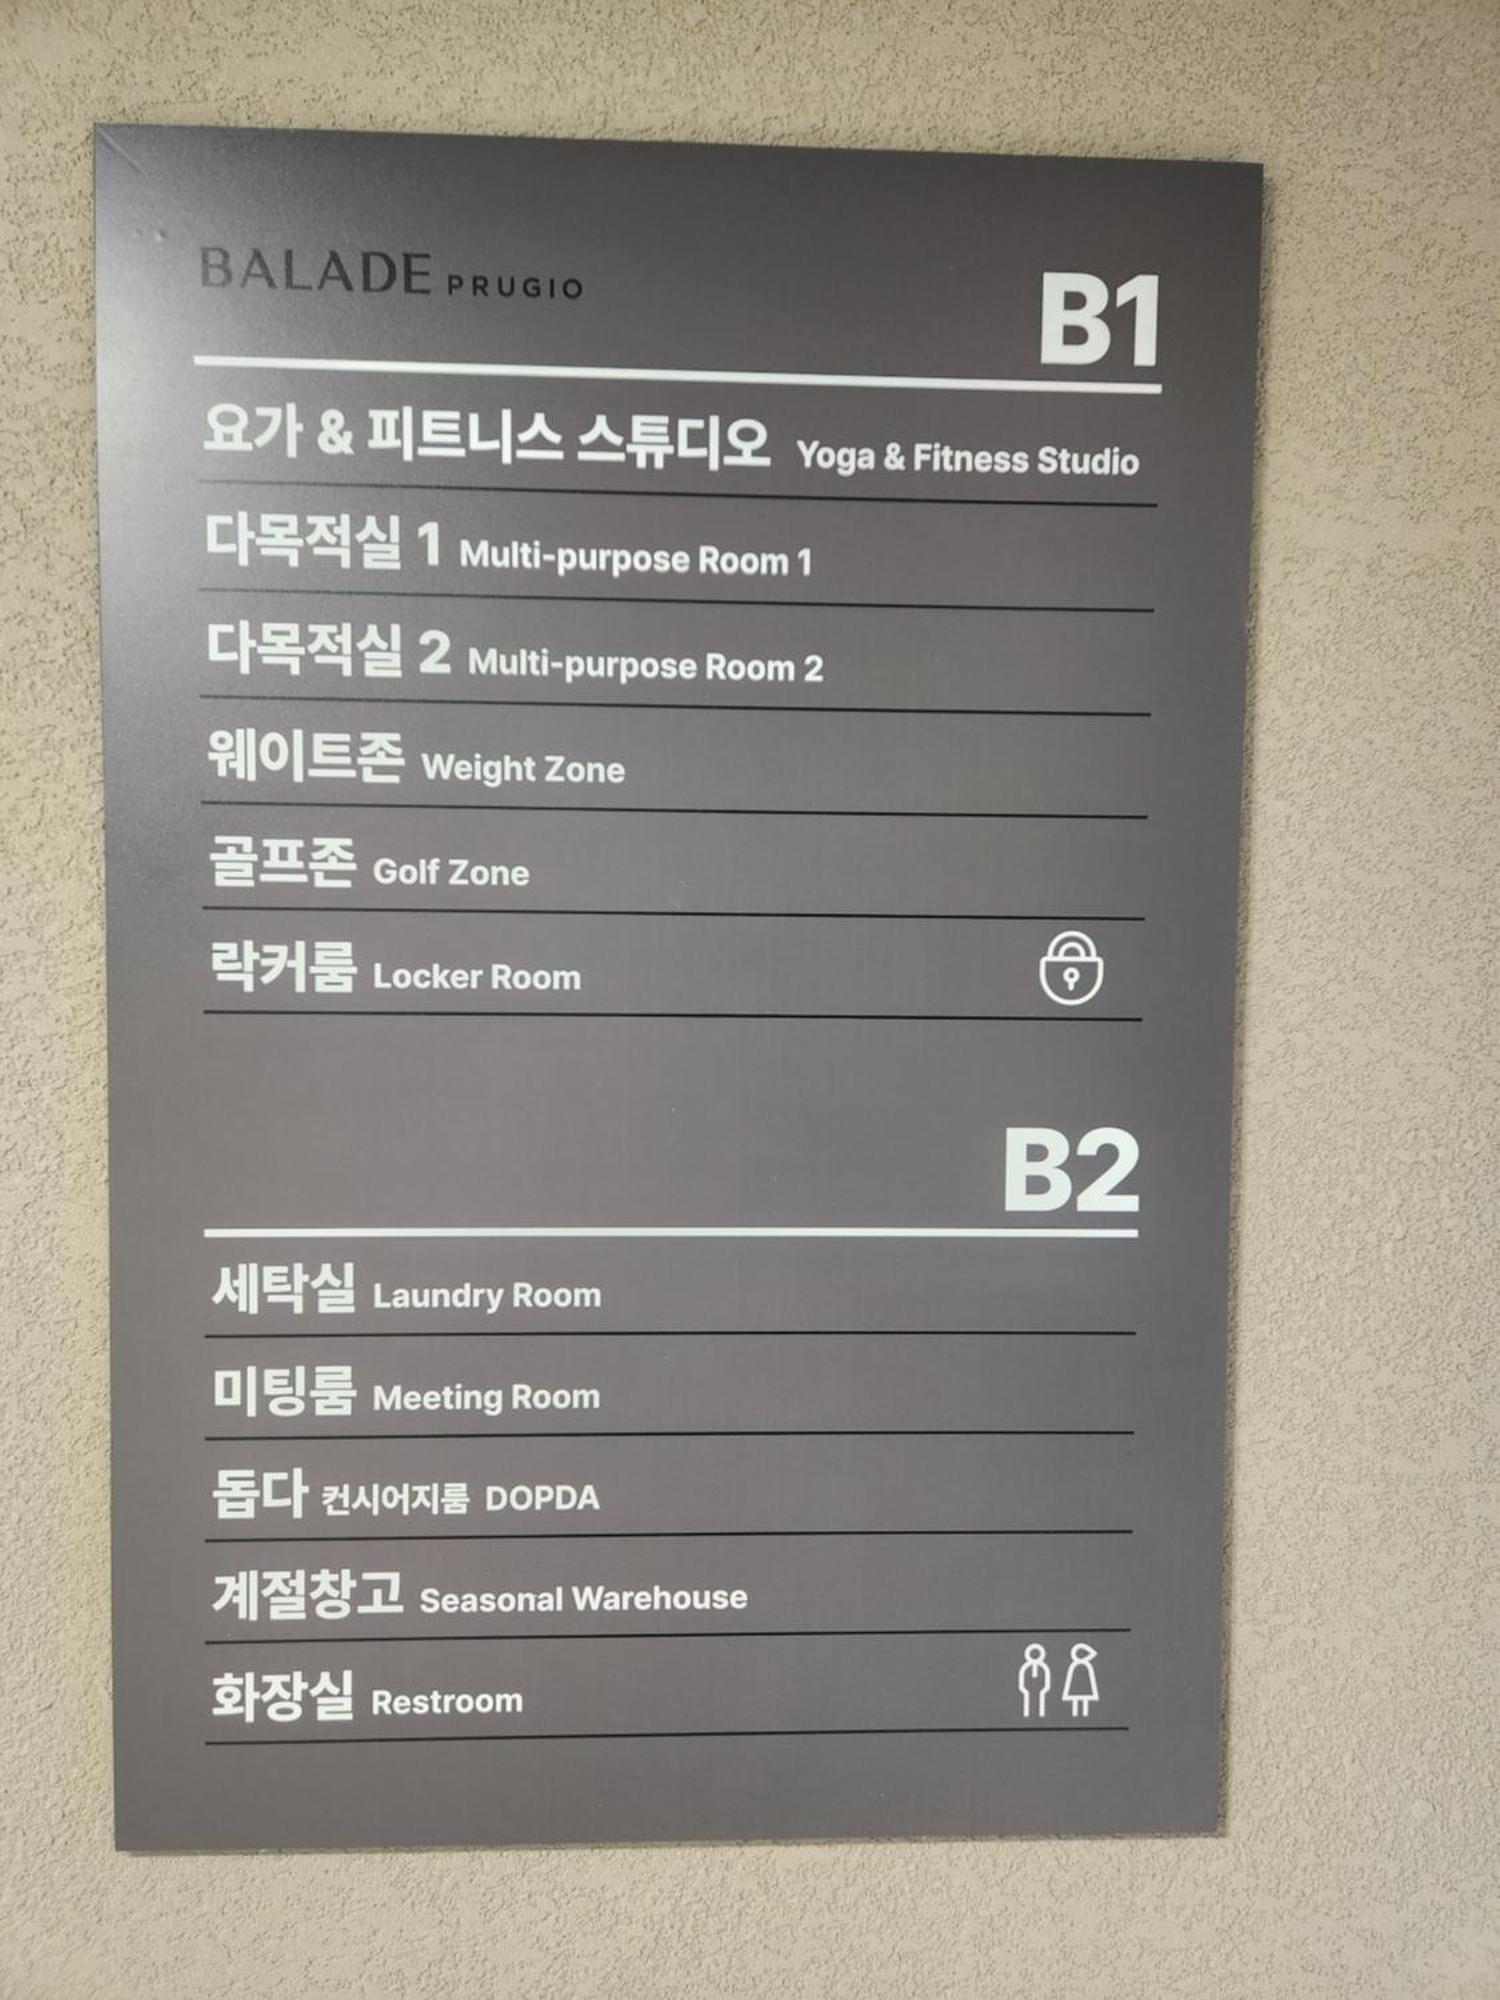 BALADE PRUGIO
B1
요가 & 피트니스 스튜디오 Yoga & Fitness Studio
다목적실 1 Multi-purpose Room 1
다목적실 2 Multi-purpose Room 2
웨이트존 Weight Zone
골프존 Golf Zone
락커룸 Locker Room
B2
세탁실 Laundry Room
미팅룸 Meeting Room
돕다 컨시어지룸 DOPDA
계절창고 Seasonal Warehouse
화장실 Restroom